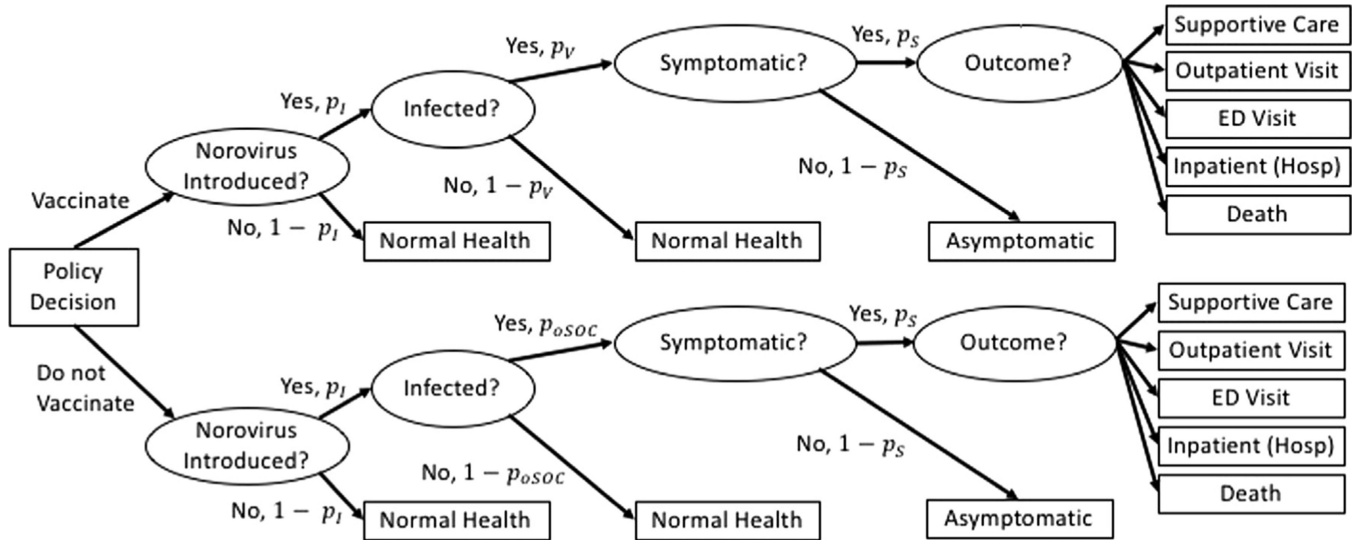 Supportive Care
Yes, p_V
Yes, p_S
Symptomatic?
Outcome?
Outpatient Visit
Yes, p_I
Infected?
ED Visit
Norovirus
Introduced?
No, 1 − p_S
Inpatient (Hosp)
No, 1 − p_V
Vaccinate
Death
No, 1 − p_I
Normal Health
Normal Health
Asymptomatic
Policy
Decision
Supportive Care
Yes, p_oSOC
Yes, p_S
Symptomatic?
Outcome?
Outpatient Visit
Do not
Vaccinate
Yes, p_I
Infected?
ED Visit
Norovirus
Introduced?
No, 1 − p_S
Inpatient (Hosp)
No, 1 − p_oSOC
Death
No, 1 − p_I
Normal Health
Normal Health
Asymptomatic